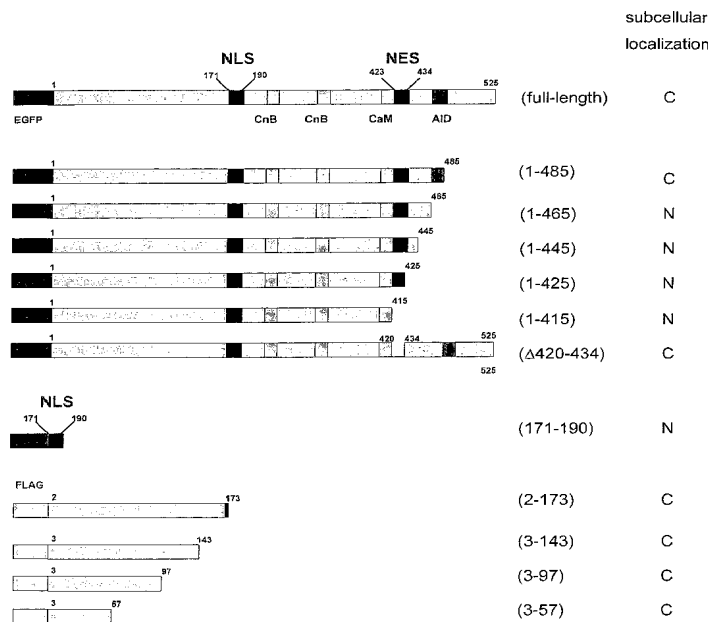 subcellular
localization
NLS NES
1 171 190 423 434 525
(full-length) C
EGFP CnB CnB CaM AID
1 485
(1-485) C
1 465
(1-465) N
1 445
(1-445) N
1 425
(1-425) N
1 415
(1-415) N
1 420 434 525
(Δ420-434) C
525
NLS
171 190
(171-190) N
FLAG
2 173
(2-173) C
3 143
(3-143) C
3 97
(3-97) C
3 57
(3-57) C